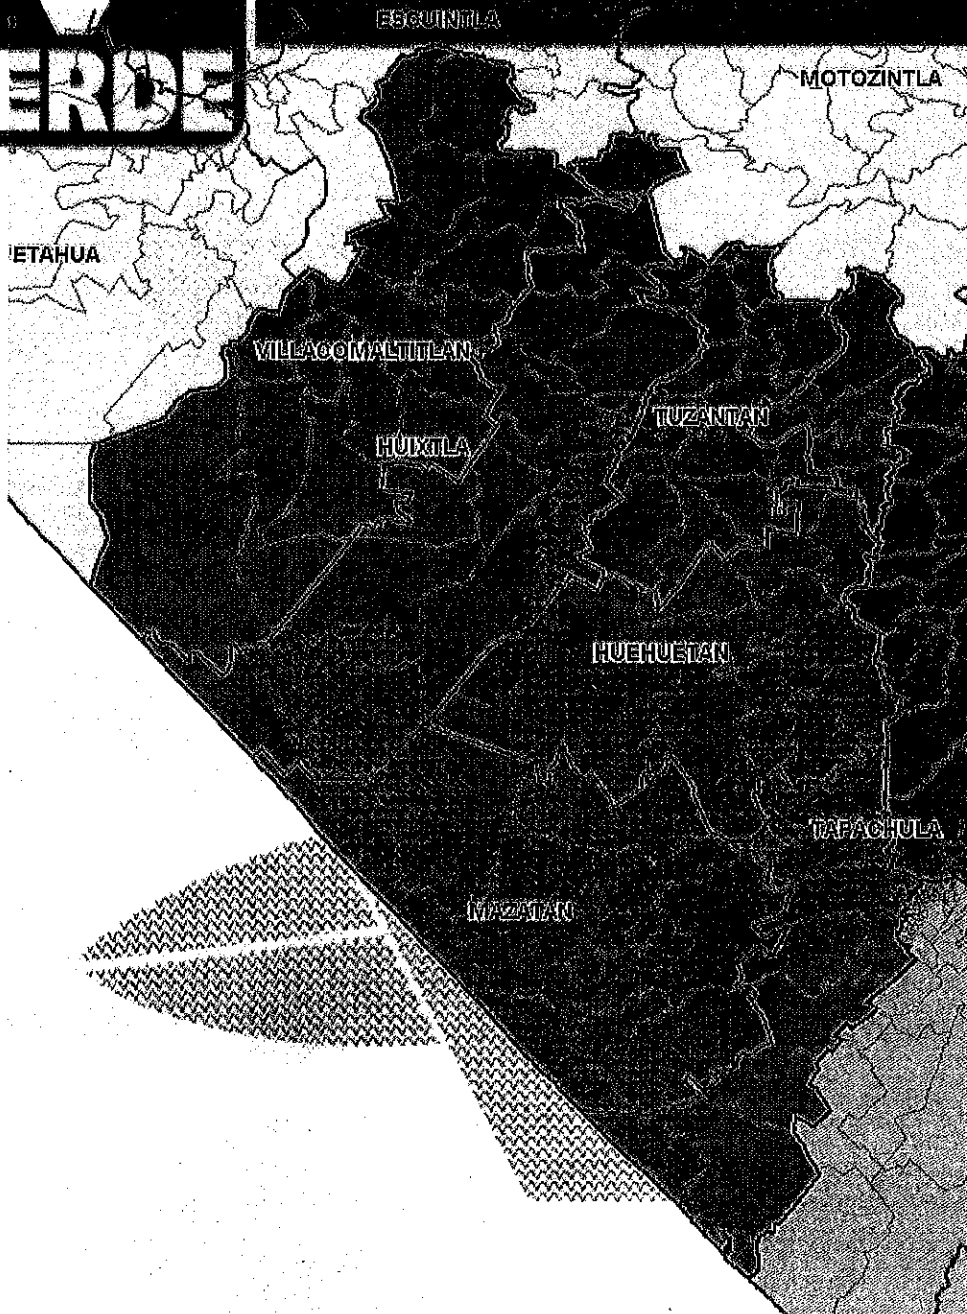 ESCUINTLA
ERDE
MOTOZINTLA
ETAHUA
VILLACOMALTITLAN
TUZANTAN
HUIXTLA
HUEHUETAN
TAPACHULA
MAZATAN